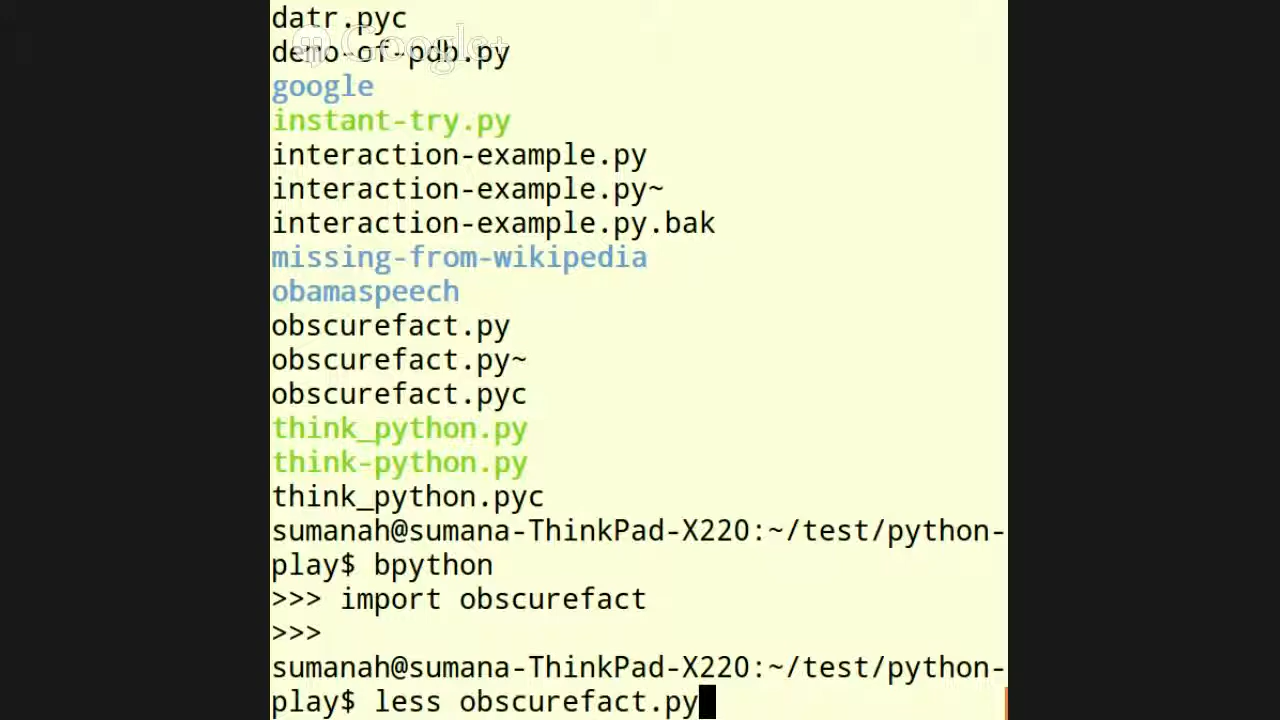 datr.pyc
Google+
demo-of-pdb.py
google
instant-try.py
interaction-example.py
interaction-example.py~
interaction-example.py.bak
missing-from-wikipedia
obamaspeech
obscurefact.py
obscurefact.py~
obscurefact.pyc
think_python.py
think-python.py
think_python.pyc
sumanah@sumana-ThinkPad-X220:~/test/python-
play$ bpython
>>> import obscurefact
>>>
sumanah@sumana-ThinkPad-X220:~/test/python-
play$ less obscurefact.py